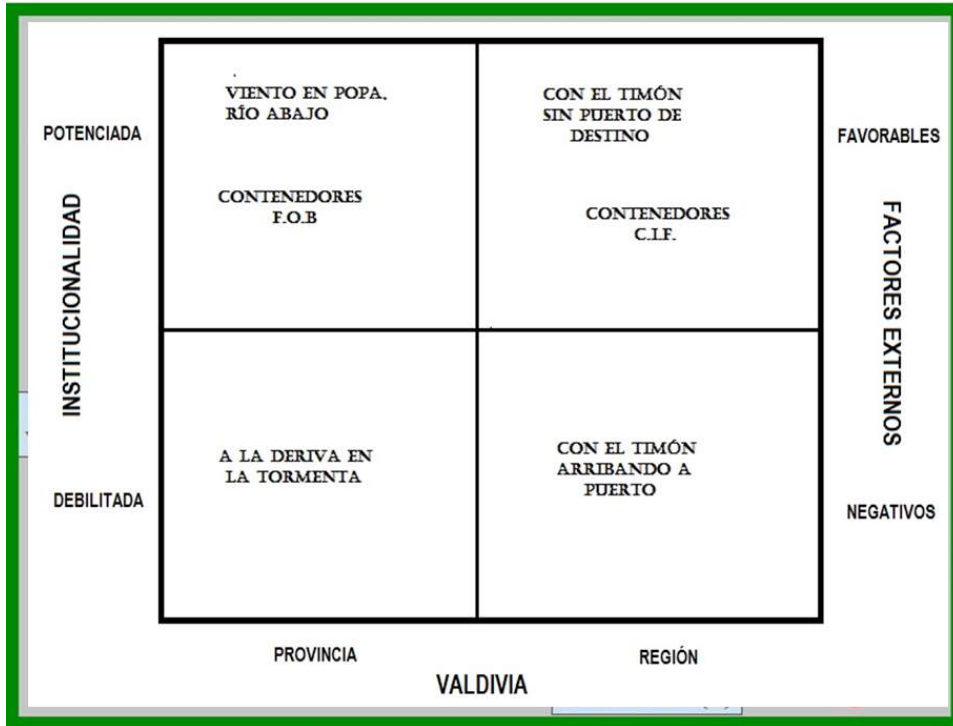 VIENTO EN POPA.
RÍO ABAJO
CON EL TIMÓN
SIN PUERTO DE
DESTINO
POTENCIADA
FAVORABLES
CONTENEDORES
F.O.B
CONTENEDORES
C.I.F.
INSTITUCIONALIDAD
FACTORES EXTERNOS
A LA DERIVA EN
LA TORMENTA
CON EL TIMÓN
ARRIBANDO A
PUERTO
DEBILITADA
NEGATIVOS
PROVINCIA
REGIÓN
VALDIVIA